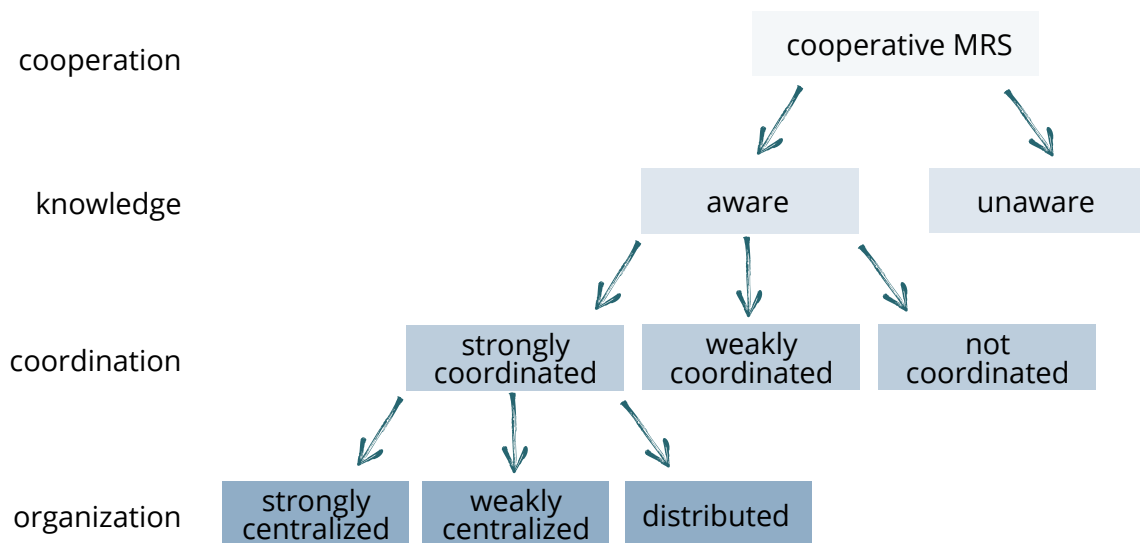 cooperation
cooperative MRS
knowledge
aware
unaware
coordination
strongly
coordinated
weakly
coordinated
not
coordinated
organization
strongly
centralized
weakly
centralized
distributed